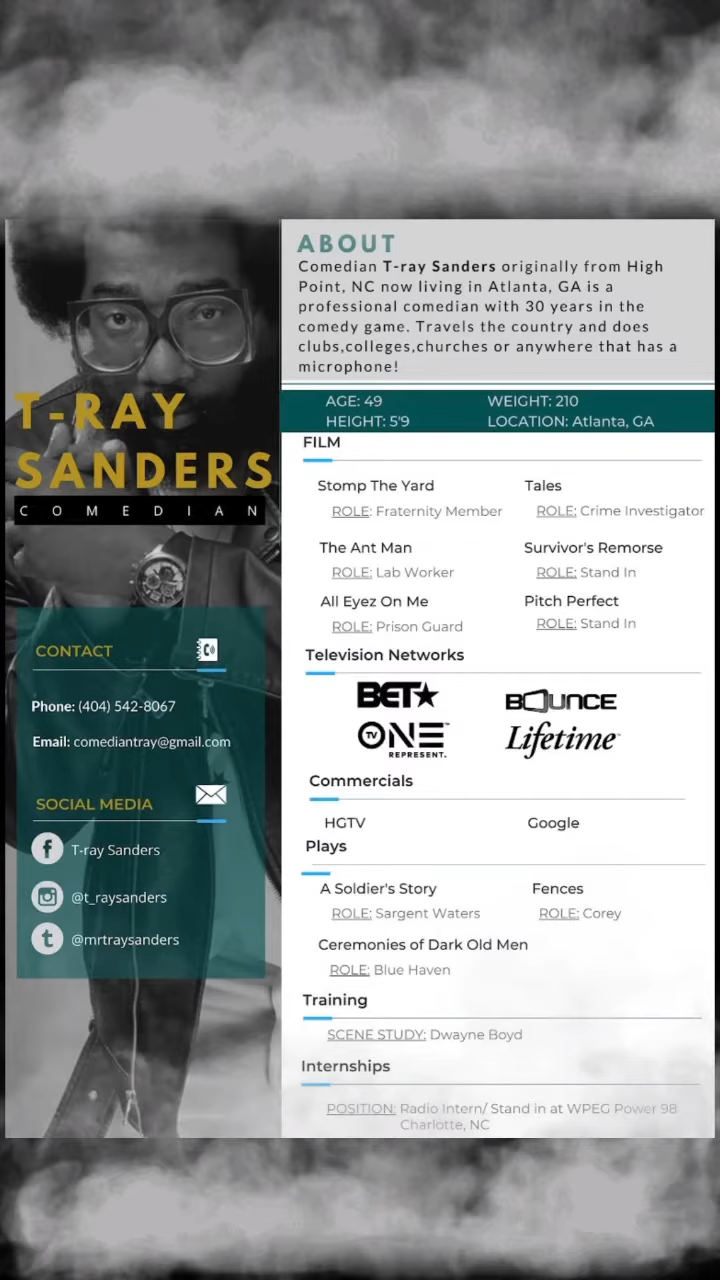 T-RAY
SANDERS
COMEDIAN
CONTACT
Phone: (404) 542-8067
Email: comediantray@gmail.com
SOCIAL MEDIA
f T-ray Sanders
@t_raysanders
t @mrtraysanders
ABOUT
Comedian T-ray Sanders originally from High
Point, NC now living in Atlanta, GA is a
professional comedian with 30 years in the
comedy game. Travels the country and does
clubs,colleges,churches or anywhere that has a
microphone!
AGE: 49 WEIGHT: 210
HEIGHT: 5'9 LOCATION: Atlanta, GA
FILM
Stomp The Yard Tales
ROLE: Fraternity Member ROLE: Crime Investigator
The Ant Man Survivor's Remorse
ROLE: Lab Worker ROLE: Stand In
All Eyez On Me Pitch Perfect
ROLE: Prison Guard ROLE: Stand In
Television Networks
BET★ BOUNCE
TV ONE™ Lifetime™
REPRESENT.
Commercials
HGTV Google
Plays
A Soldier's Story Fences
ROLE: Sargent Waters ROLE: Corey
Ceremonies of Dark Old Men
ROLE: Blue Haven
Training
SCENE STUDY: Dwayne Boyd
Internships
POSITION: Radio Intern/ Stand in at WPEG Power 98
Charlotte, NC